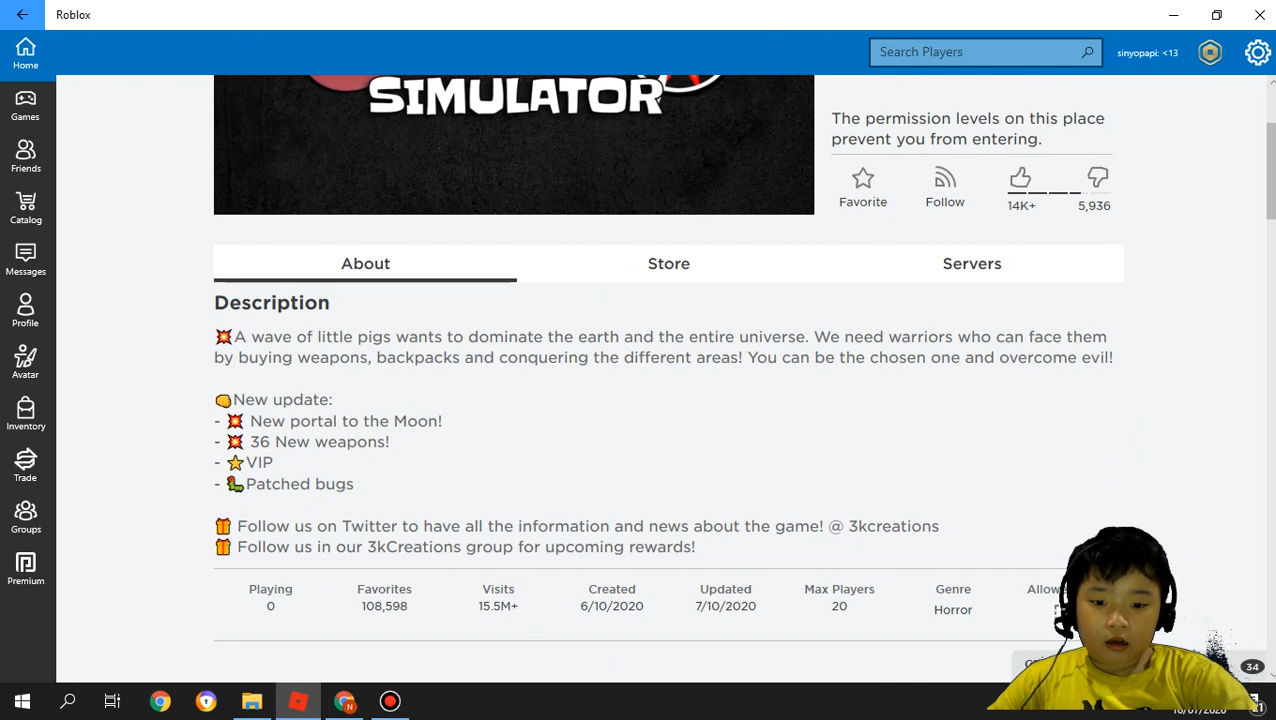 Roblox
Home
Search Players
sinyopapi: <13
Games
Friends
Catalog
Messages
Profile
Avatar
Inventory
Trade
Groups
Premium
SIMULATOR
The permission levels on this place
prevent you from entering.
Favorite
Follow
14K+
5,936
About
Store
Servers
Description
💥A wave of little pigs wants to dominate the earth and the entire universe. We need warriors who can face them
by buying weapons, backpacks and conquering the different areas! You can be the chosen one and overcome evil!
👊New update:
- 💥 New portal to the Moon!
- 💥 36 New weapons!
- ⭐VIP
- 🐛Patched bugs
🎁 Follow us on Twitter to have all the information and news about the game! @ 3kcreations
🎁 Follow us in our 3kCreations group for upcoming rewards!
Playing
0
Favorites
108,598
Visits
15.5M+
Created
6/10/2020
Updated
7/10/2020
Max Players
20
Genre
Horror
34